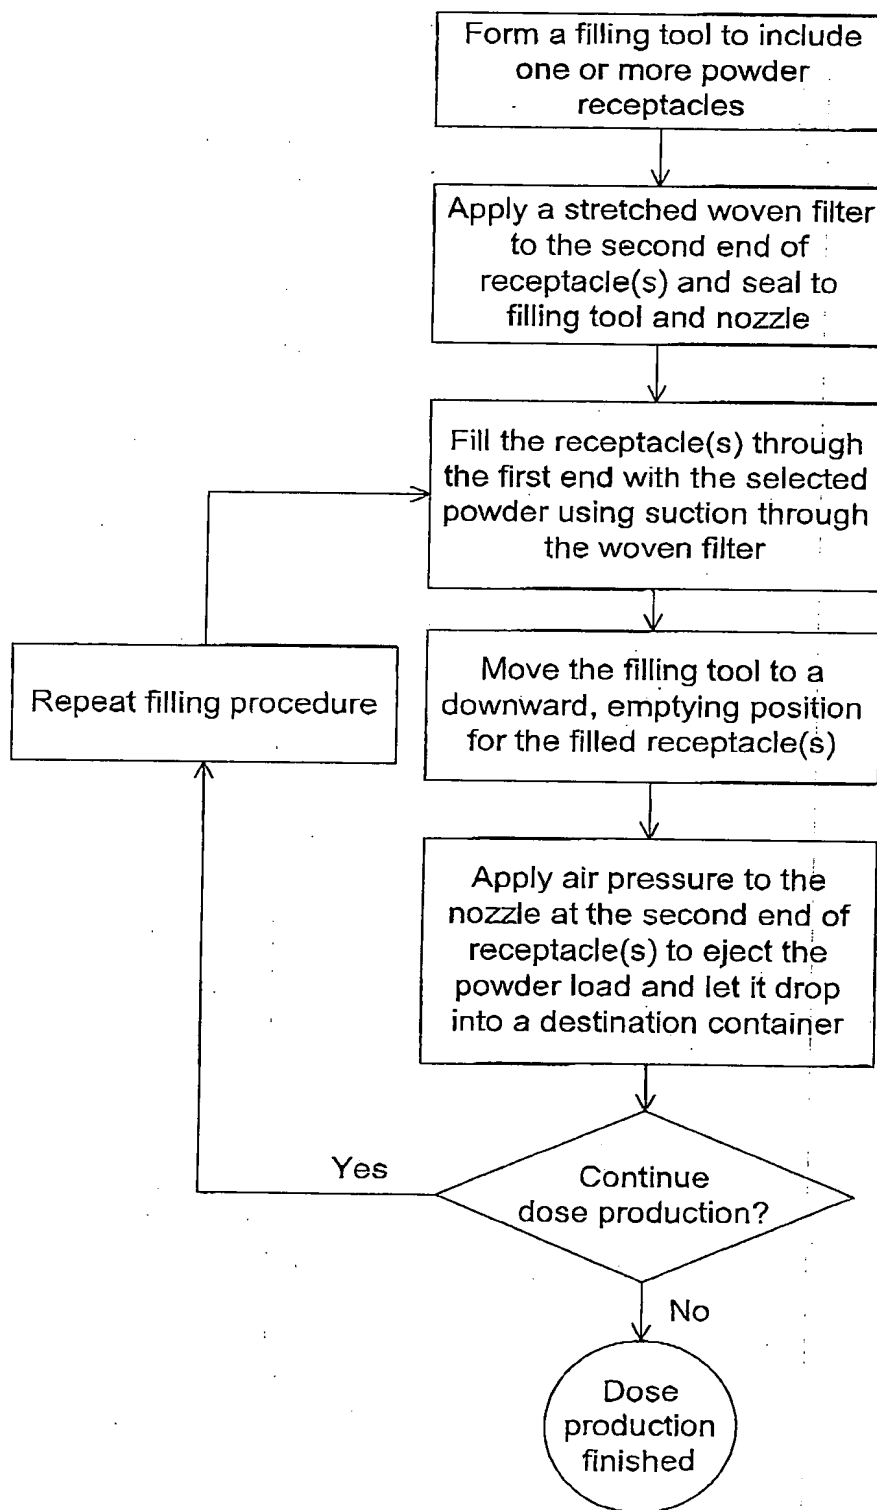 Form a filling tool to include
one or more powder
receptacles
Apply a stretched woven filter
to the second end of
receptacle(s) and seal to
filling tool and nozzle
Fill the receptacle(s) through
the first end with the selected
powder using suction through
the woven filter
Repeat filling procedure
Move the filling tool to a
downward, emptying position
for the filled receptacle(s)
Apply air pressure to the
nozzle at the second end of
receptacle(s) to eject the
powder load and let it drop
into a destination container
Yes
Continue
dose production?
No
Dose
production
finished